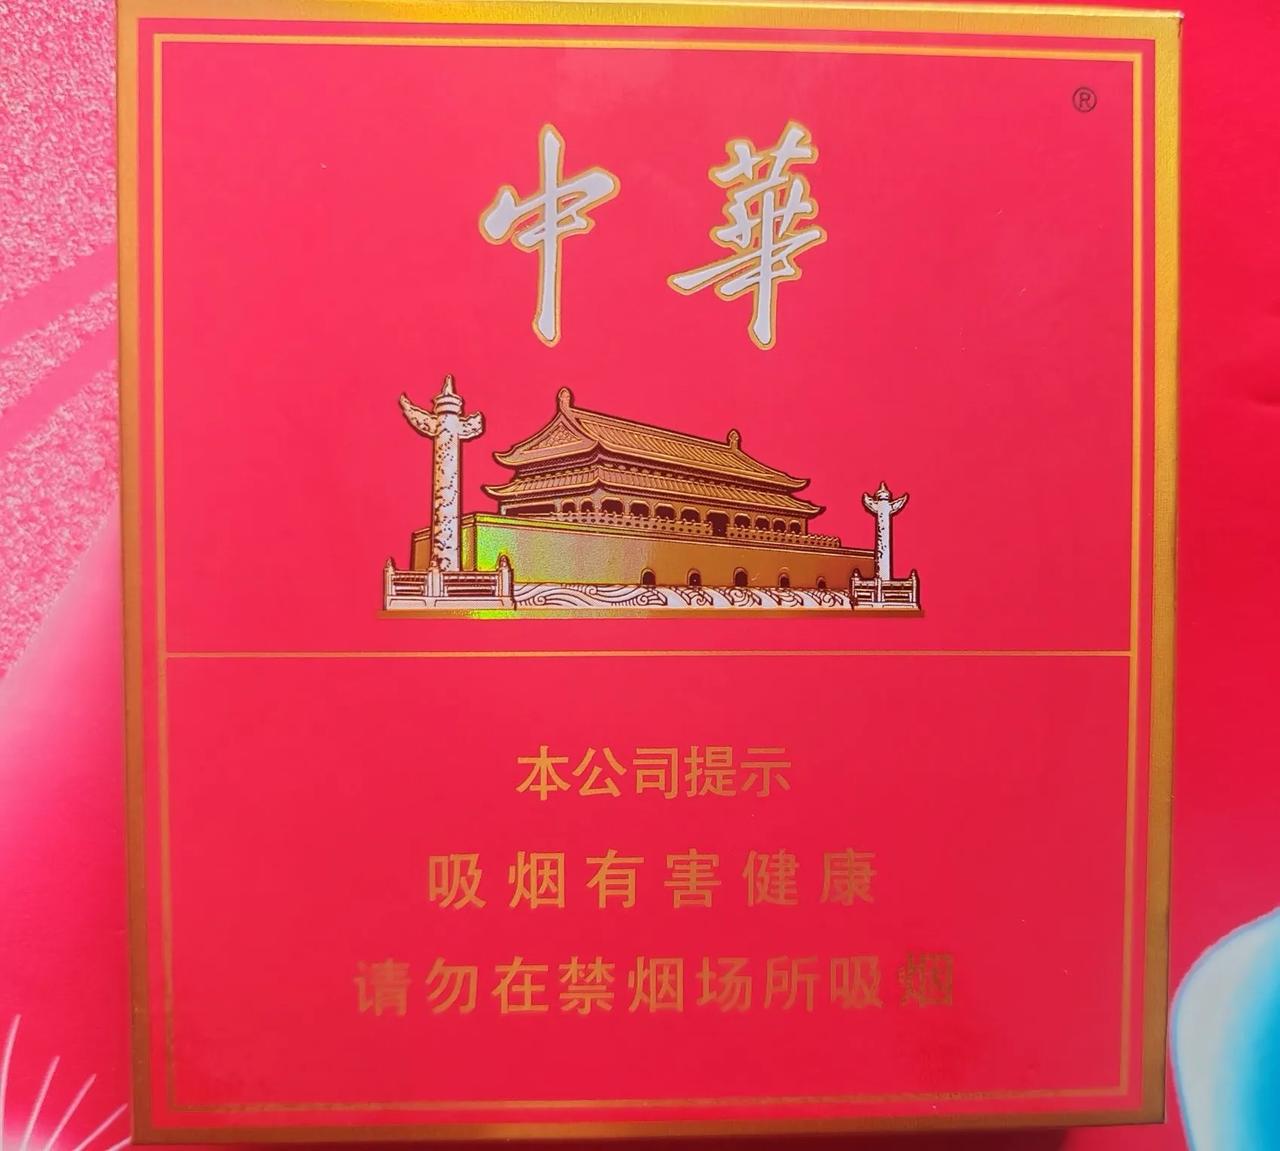 中華
®
本公司提示
吸烟有害健康
请勿在禁烟场所吸烟